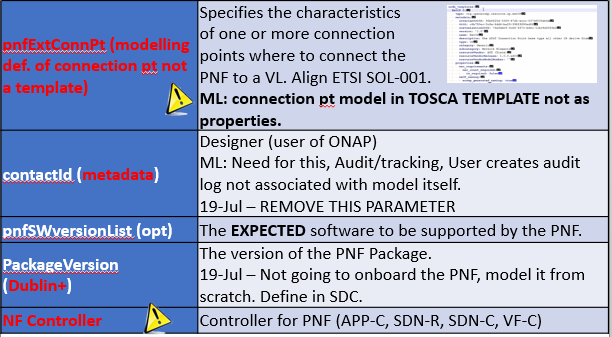 pnfExtConnPt (modelling
def. of connection pt not
a template)
Specifies the characteristics
of one or more connection
points where to connect the
PNF to a VL. Align ETSI SOL-001.
ML: connection pt model in TOSCA TEMPLATE not as
properties.
contactId (metadata)
Designer (user of ONAP)
ML: Need for this, Audit/tracking, User creates audit
log not associated with model itself.
19-Jul – REMOVE THIS PARAMETER
pnfSWversionList (opt)
The EXPECTED software to be supported by the PNF.
PackageVersion
(Dublin+)
The version of the PNF Package.
19-Jul – Not going to onboard the PNF, model it from
scratch. Define in SDC.
NF Controller
Controller for PNF (APP-C, SDN-R, SDN-C, VF-C)